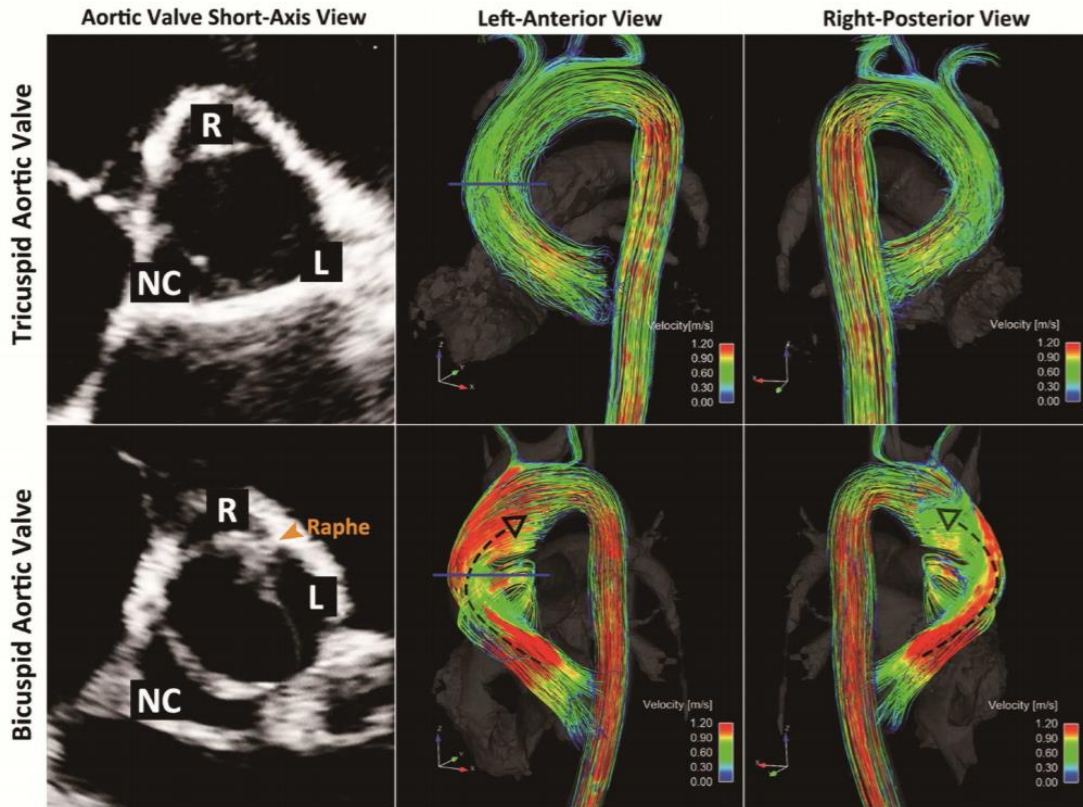 Aortic Valve Short-Axis View
Left-Anterior View
Right-Posterior View
Tricuspid Aortic Valve
R
NC
L
Velocity[m/s]
1.20
0.90
0.60
0.30
0.00
Z
Y
X
Velocity [m/s]
1.20
0.90
0.60
0.30
0.00
Bicuspid Aortic Valve
R
Raphe
L
NC
Velocity [m/s]
1.20
0.90
0.60
0.30
0.00
Z
Y
X
Velocity [m/s]
1.20
0.90
0.60
0.30
0.00